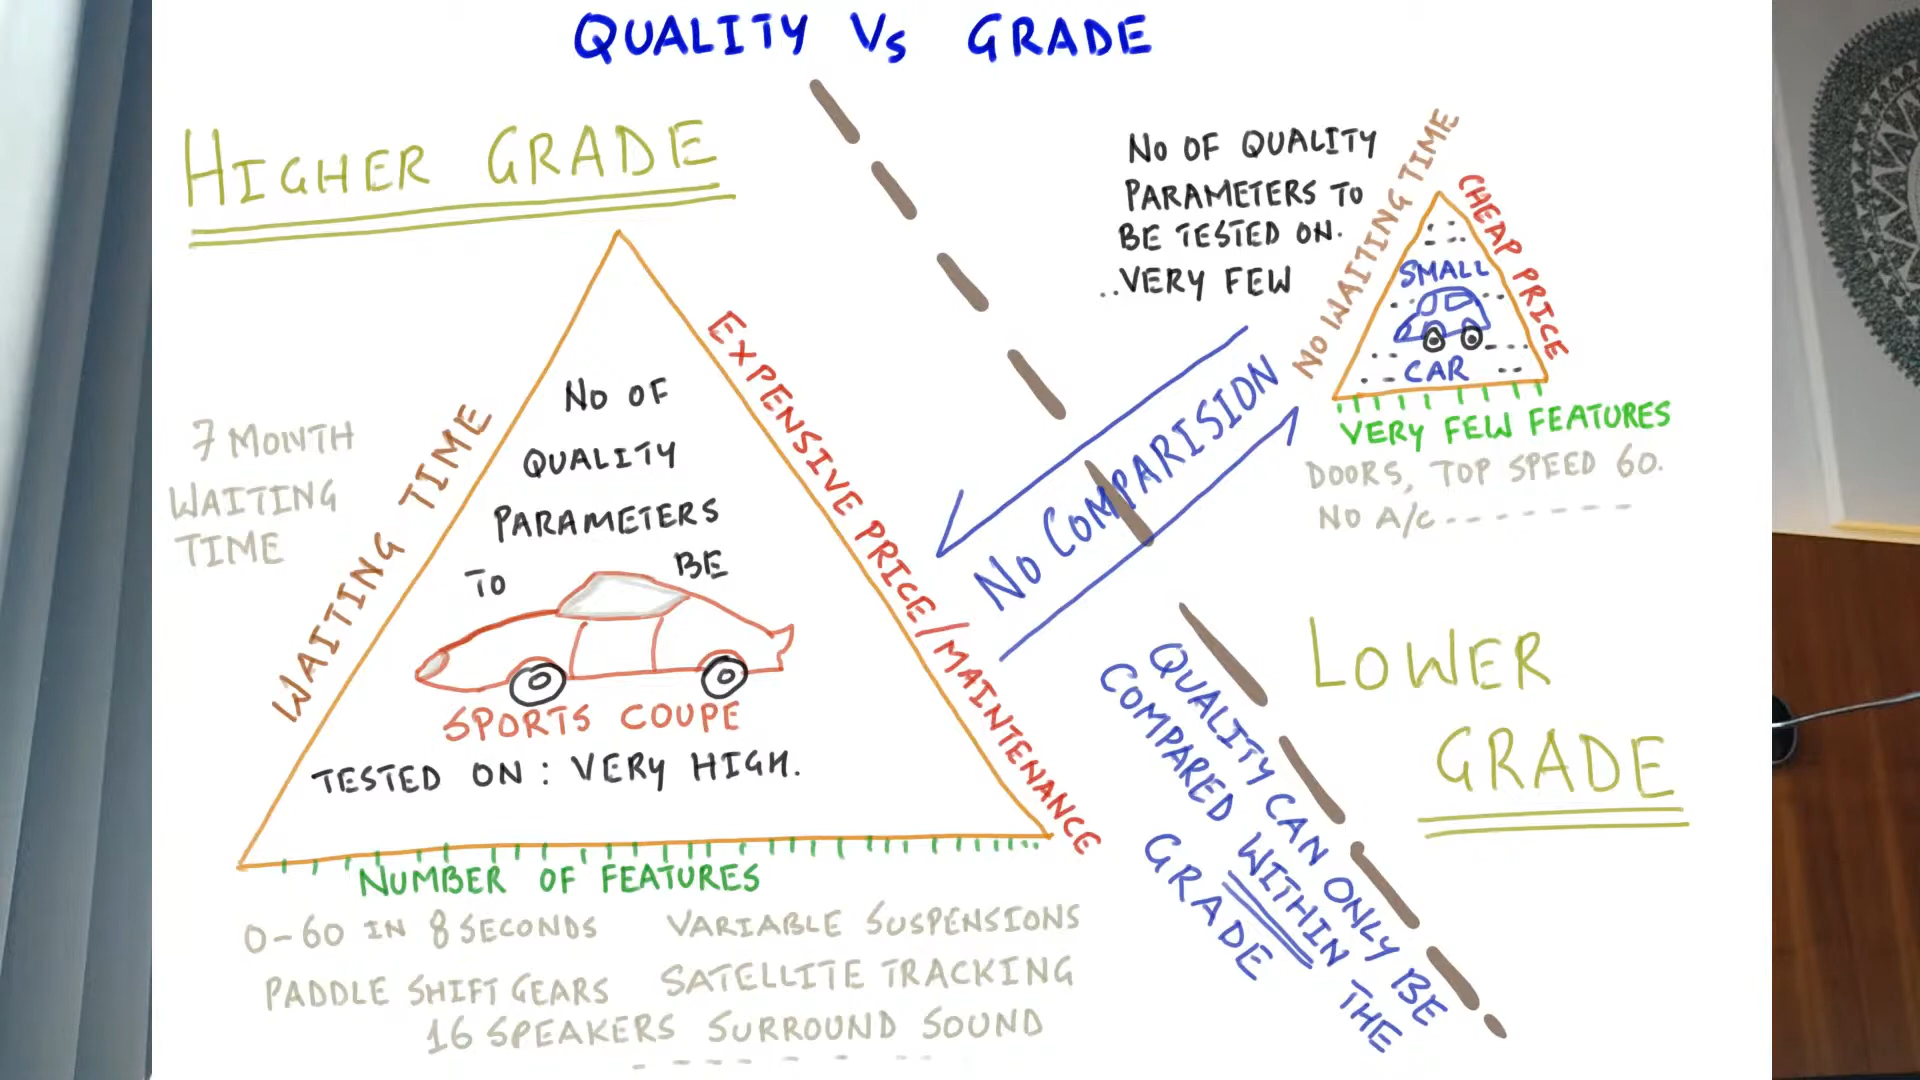 QUALITY Vs GRADE
HIGHER GRADE
7 MONTH
WAITING
TIME
WAITING TIME
NO OF
QUALITY
PARAMETERS
TO BE
SPORTS COUPE
TESTED ON: VERY HIGH.
EXPENSIVE PRICE/MAINTENANCE
NUMBER OF FEATURES
0-60 IN 8 SECONDS VARIABLE SUSPENSIONS
PADDLE SHIFT GEARS SATELLITE TRACKING
16 SPEAKERS SURROUND SOUND
NO COMPARISION
NO OF QUALITY
PARAMETERS TO
BE TESTED ON.
..VERY FEW
NO WAITING TIME
CHEAP PRICE
SMALL
CAR
VERY FEW FEATURES
DOORS, TOP SPEED 60.
NO A/C-------
LOWER
GRADE
QUALITY CAN ONLY BE
COMPARED WITHIN THE
GRADE